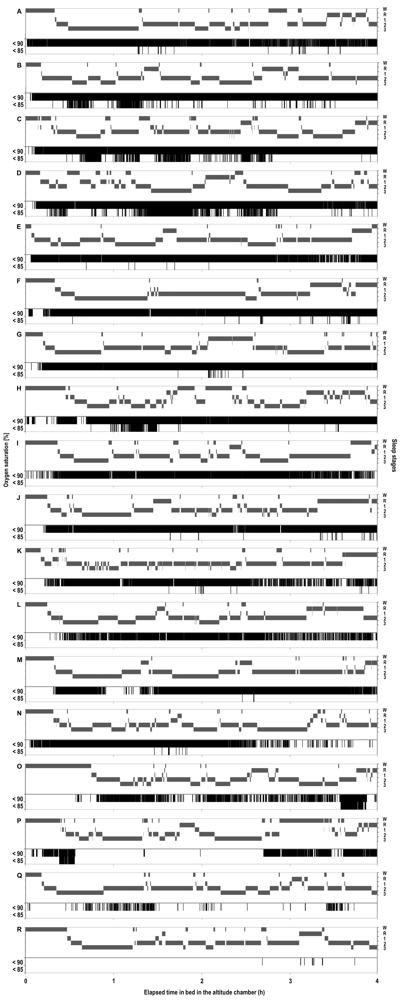 A
W
R
1
2
3
< 90
< 85
B
W
R
1
2
3
< 90
< 85
C
W
R
1
2
3
< 90
< 85
D
W
R
1
2
3
< 90
< 85
E
W
R
1
2
3
< 90
< 85
F
W
R
1
2
3
< 90
< 85
G
W
R
1
2
3
< 90
< 85
H
W
R
1
2
3
< 90
< 85
Oxygen saturation [%]
Sleep stages
I
W
R
1
2
3
< 90
< 85
J
W
R
1
2
3
< 90
< 85
K
W
R
1
2
3
< 90
< 85
L
W
R
1
2
3
< 90
< 85
M
W
R
1
2
3
< 90
< 85
N
W
R
1
2
3
< 90
< 85
O
W
R
1
2
3
< 90
< 85
P
W
R
1
2
3
< 90
< 85
Q
W
R
1
2
3
< 90
< 85
R
W
R
1
2
3
< 90
< 85
0 1 2 3 4
Elapsed time in bed in the altitude chamber (h)